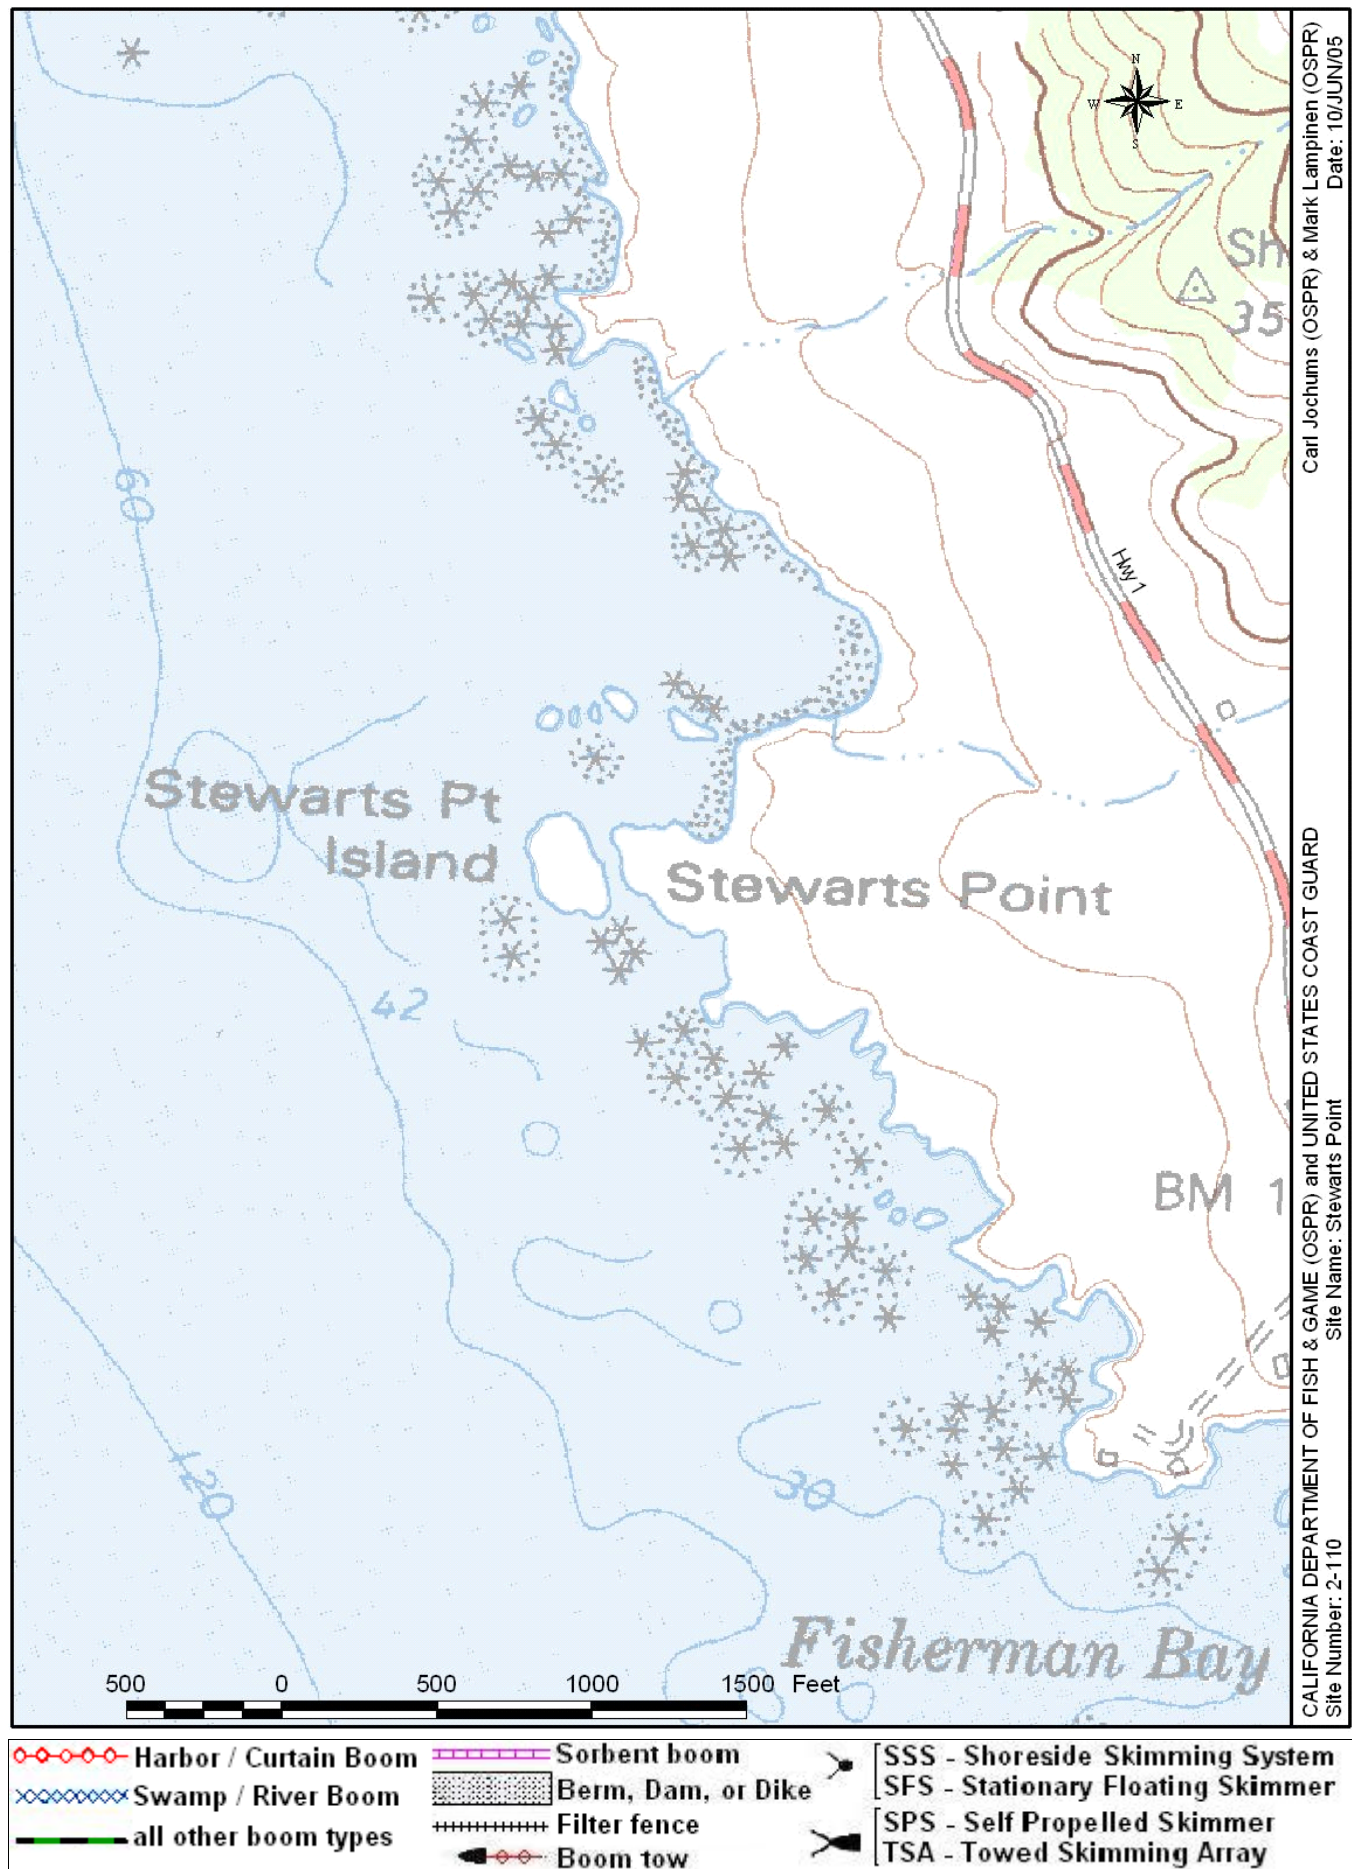 N
W E
S
Sh
35
60
Hwy 1
Stewarts Pt
Island
Stewarts Point
42
BM 1
120
30
Fisherman Bay
500 0 500 1000 1500 Feet
Carl Jochums (OSPR) & Mark Lampinen (OSPR)
Date: 10/JUN/05
CALIFORNIA DEPARTMENT OF FISH & GAME (OSPR) and UNITED STATES COAST GUARD
Site Number: 2-110 Site Name: Stewarts Point
Harbor / Curtain Boom
Swamp / River Boom
all other boom types
Sorbent boom
Berm, Dam, or Dike
Filter fence
Boom tow
SSS - Shoreside Skimming System
SFS - Stationary Floating Skimmer
SPS - Self Propelled Skimmer
TSA - Towed Skimming Array